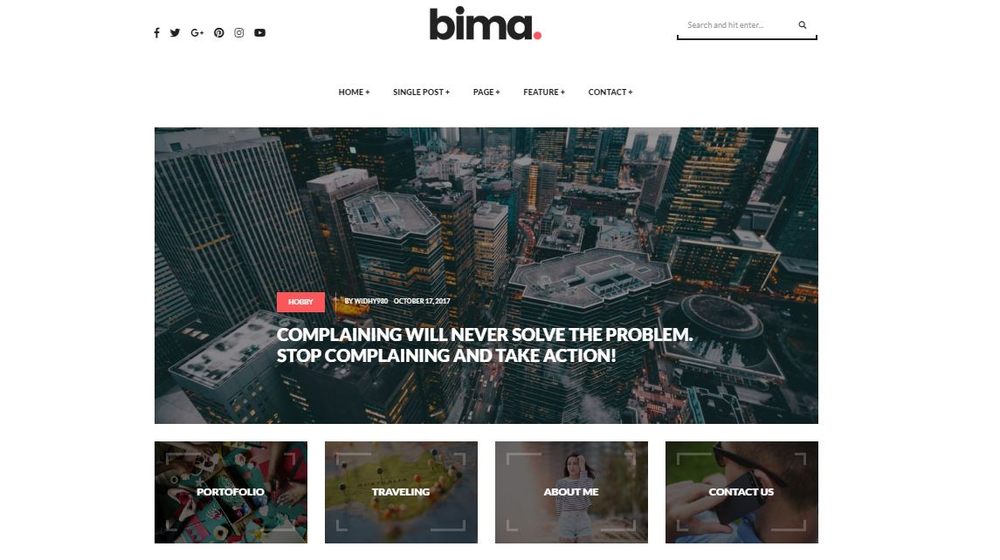 bima.
Search and hit enter...
HOME + SINGLE POST + PAGE + FEATURE + CONTACT +
HOBBY BY WIDHY980 OCTOBER 17, 2017
COMPLAINING WILL NEVER SOLVE THE PROBLEM.
STOP COMPLAINING AND TAKE ACTION!
PORTOFOLIO
TRAVELING
ABOUT ME
CONTACT US
AUSTRALIA